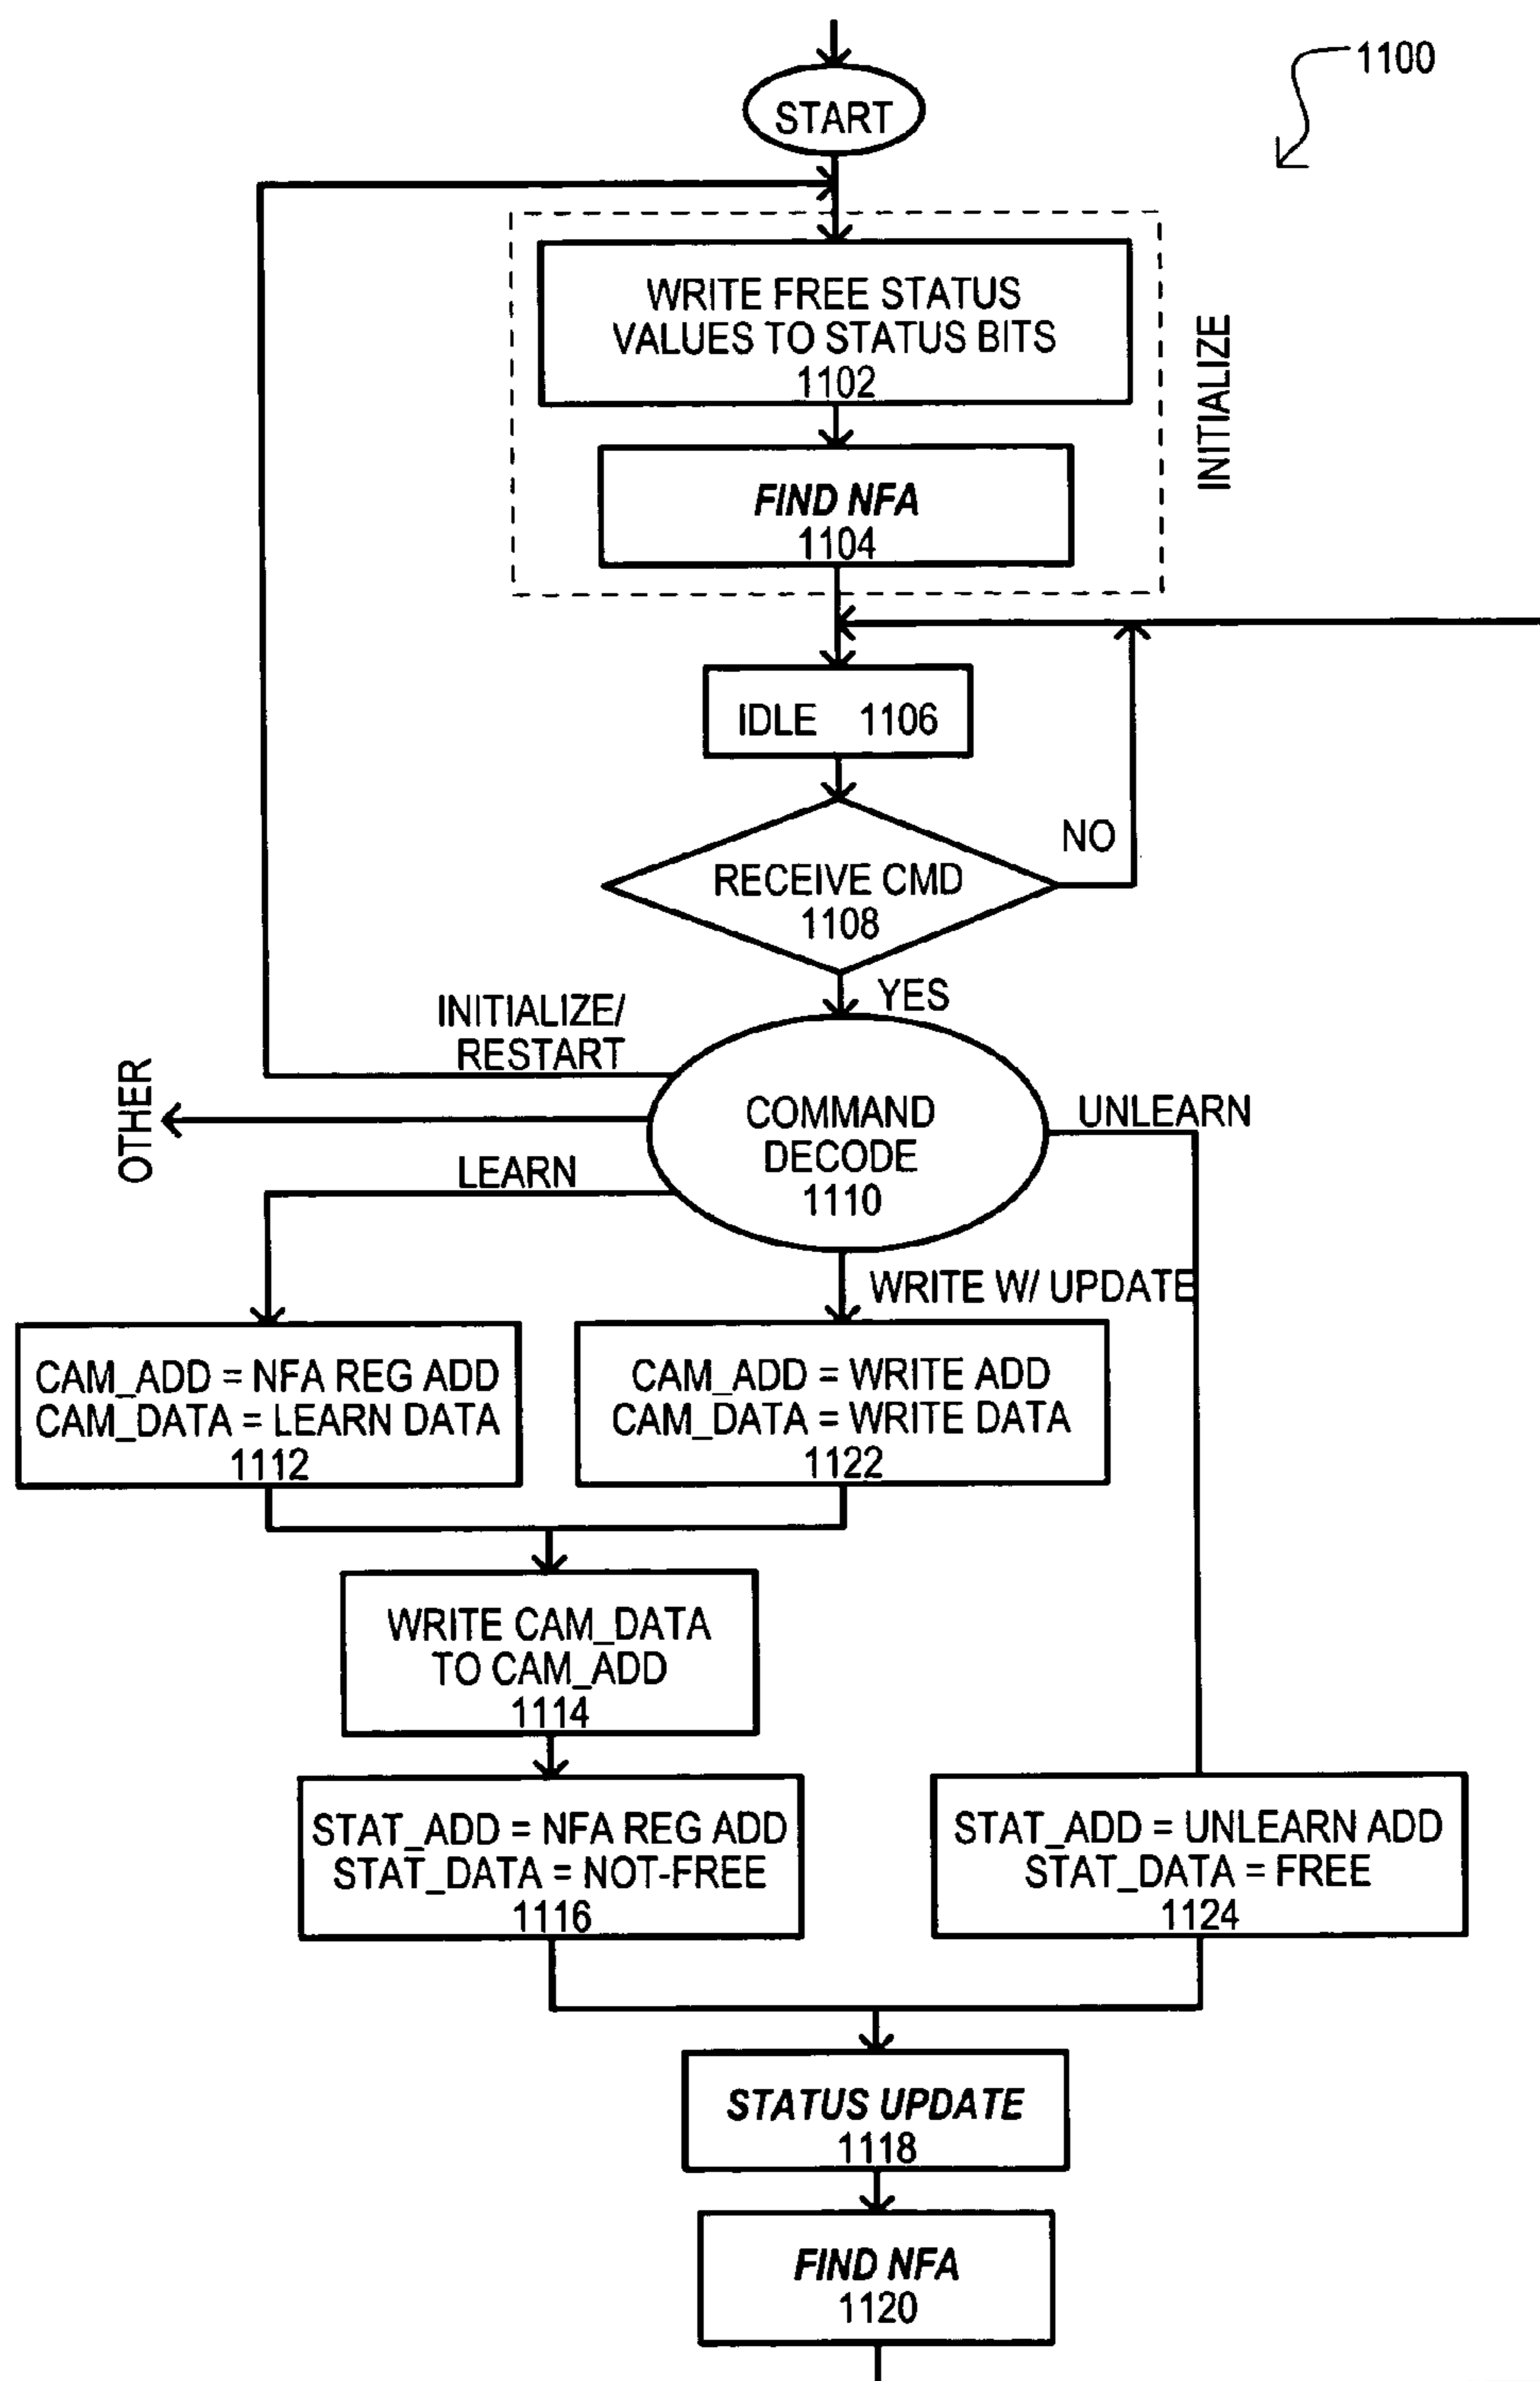 1100
START
WRITE FREE STATUS
VALUES TO STATUS BITS
1102
INITIALIZE
FIND NFA
1104
IDLE 1106
NO
RECEIVE CMD
1108
YES
INITIALIZE/
RESTART
OTHER
COMMAND
DECODE
1110
UNLEARN
LEARN
WRITE W/ UPDATE
CAM_ADD = NFA REG ADD
CAM_DATA = LEARN DATA
1112
CAM_ADD = WRITE ADD
CAM_DATA = WRITE DATA
1122
WRITE CAM_DATA
TO CAM_ADD
1114
STAT_ADD = NFA REG ADD
STAT_DATA = NOT-FREE
1116
STAT_ADD = UNLEARN ADD
STAT_DATA = FREE
1124
STATUS UPDATE
1118
FIND NFA
1120